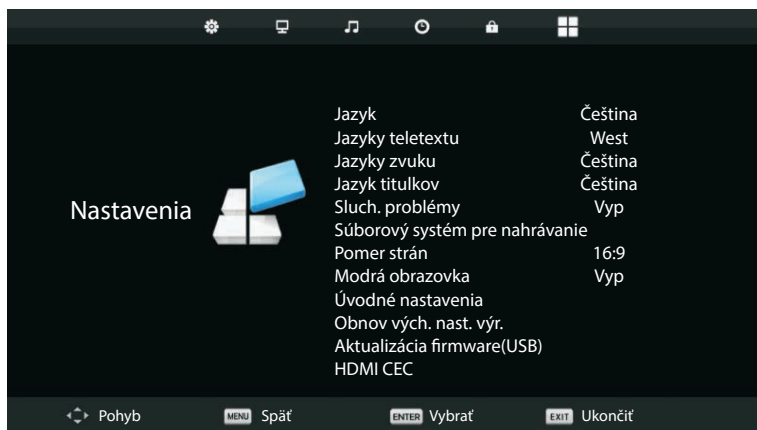 Jazyk Čeština
Jazyky teletextu West
Jazyky zvuku Čeština
Jazyk titulkov Čeština
Nastavenia
Sluch. problémy Vyp
Súborový systém pre nahrávanie
Pomer strán 16:9
Modrá obrazovka Vyp
Úvodné nastavenia
Obnov vých. nast. výr.
Aktualizácia firmware(USB)
HDMI CEC
Pohyb MENU Späť ENTER Vybrať EXIT Ukončiť